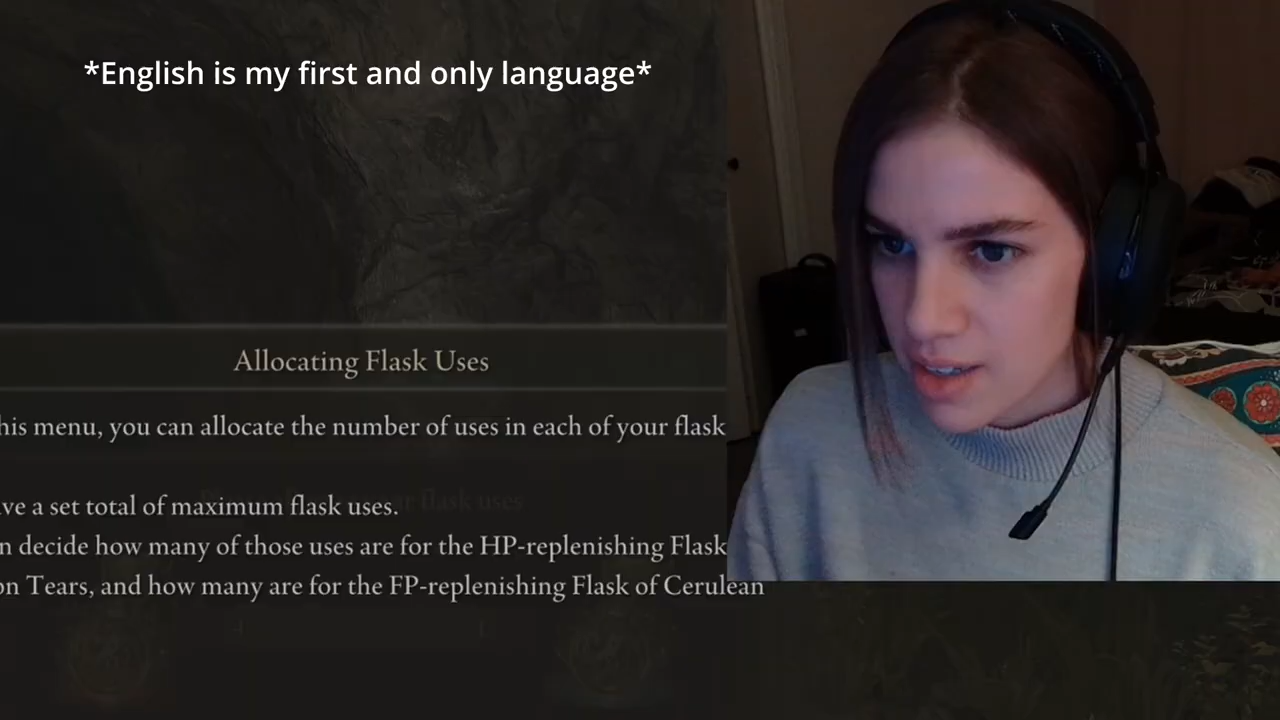 *English is my first and only language*
Allocating Flask Uses
his menu, you can allocate the number of uses in each of your flask
ve a set total of maximum flask uses.
n decide how many of those uses are for the HP-replenishing Flask
on Tears, and how many are for the FP-replenishing Flask of Cerulean